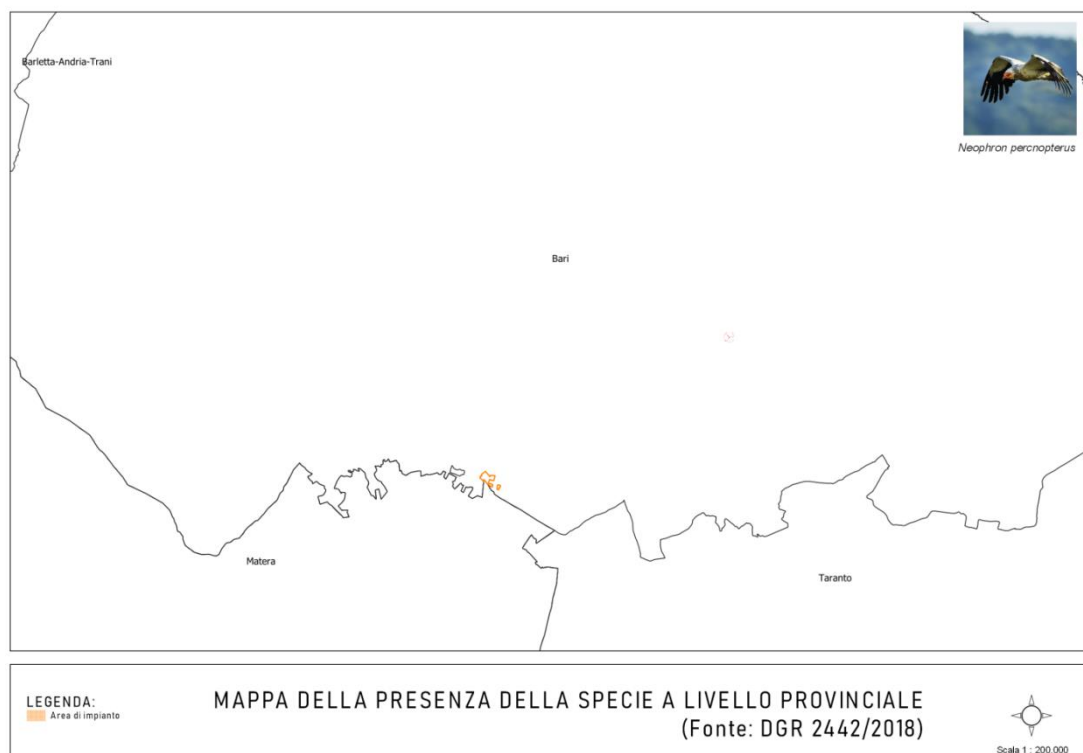 Barletta-Andria-Trani
Neophron percnopterus
Bari
Matera
Taranto
LEGENDA:
Area di impianto
MAPPA DELLA PRESENZA DELLA SPECIE A LIVELLO PROVINCIALE
(Fonte: DGR 2442/2018)
Scala 1 : 200.000